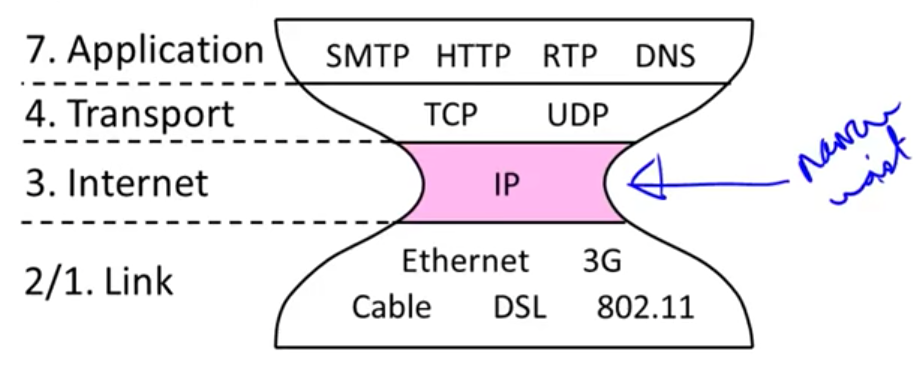 7. Application SMTP HTTP RTP DNS
4. Transport TCP UDP
3. Internet IP
narrow
waist
2/1. Link
Ethernet 3G
Cable DSL 802.11